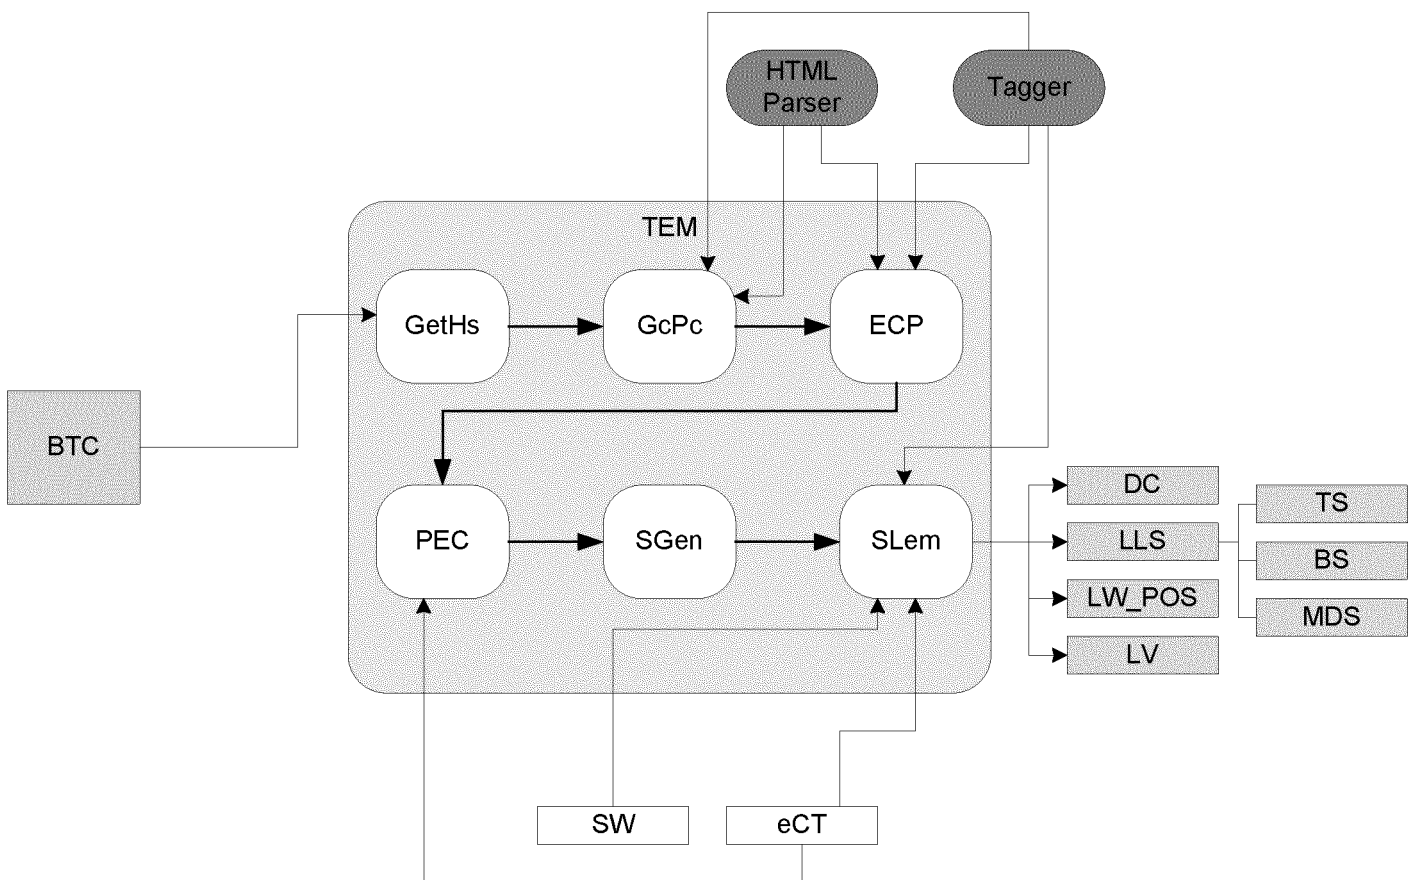 HTML
Parser
Tagger
TEM
GetHs
GcPc
ECP
BTC
PEC
SGen
SLem
DC
LLS
LW_POS
LV
TS
BS
MDS
SW
eCT